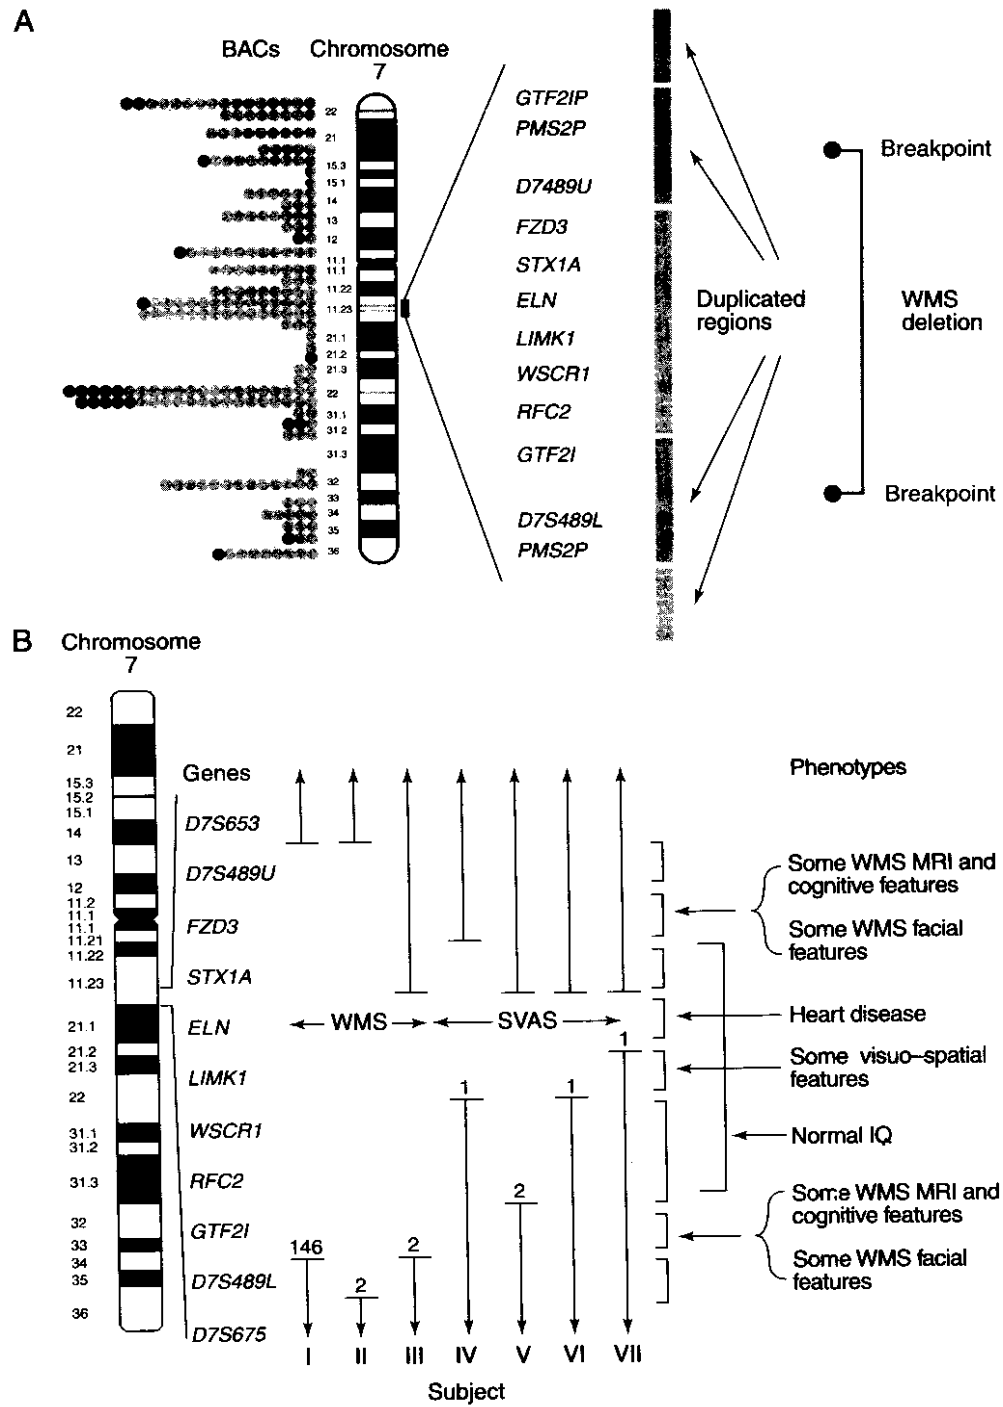 A
BACs
Chromosome
7
22
21
15.3
15.1
14
13
12
11.1
11.1
11.22
11.23
21.1
21.2
21.3
22
31.1
31.2
31.3
32
33
34
35
36
GTF2IP
PMS2P
D7489U
FZD3
STX1A
ELN
LIMK1
WSCR1
RFC2
GTF2I
D7S489L
PMS2P
Duplicated
regions
Breakpoint
WMS
deletion
Breakpoint
B
Chromosome
7
22
21
15.3
15.2
15.1
14
13
12
11.2
11.1
11.1
11.21
11.22
11.23
21.1
21.2
21.3
22
31.1
31.2
31.3
32
33
34
35
36
Genes
D7S653
D7S489U
FZD3
STX1A
ELN
LIMK1
WSCR1
RFC2
GTF2I
D7S489L
D7S675
WMS
SVAS
1
1
1
2
146
2
2
I
II
III
IV
V
VI
VII
Subject
Phenotypes
Some WMS MRI and
cognitive features
Some WMS facial
features
Heart disease
Some visuo–spatial
features
Normal IQ
Some WMS MRI and
cognitive features
Some WMS facial
features